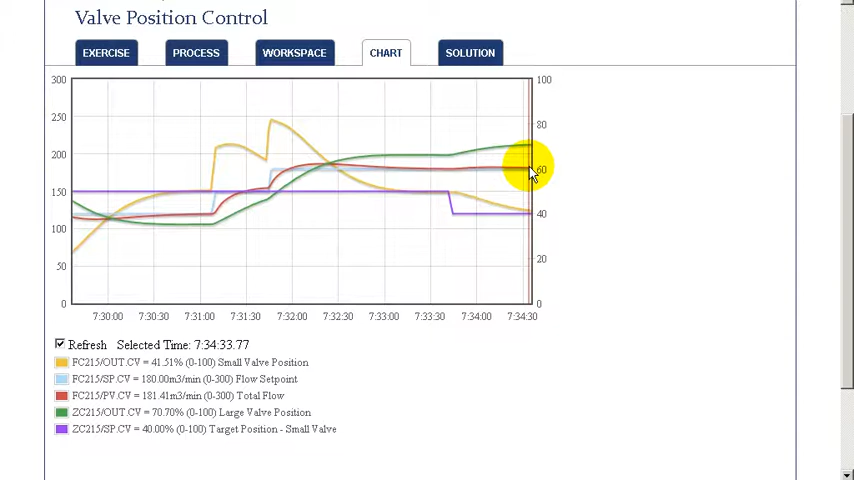 Valve Position Control
EXERCISE PROCESS WORKSPACE CHART SOLUTION
300 100
250
80
200
60
150
40
100
20
50
0 0
7:30:00 7:30:30 7:31:00 7:31:30 7:32:00 7:32:30 7:33:00 7:33:30 7:34:00 7:34:30
Refresh Selected Time: 7:34:33.77
FC215/OUT.CV = 41.51% (0-100) Small Valve Position
FC215/SP.CV = 180.00m3/min (0-300) Flow Setpoint
FC215/PV.CV = 181.41m3/min (0-300) Total Flow
ZC215/OUT.CV = 70.70% (0-100) Large Valve Position
ZC215/SP.CV = 40.00% (0-100) Target Position - Small Valve